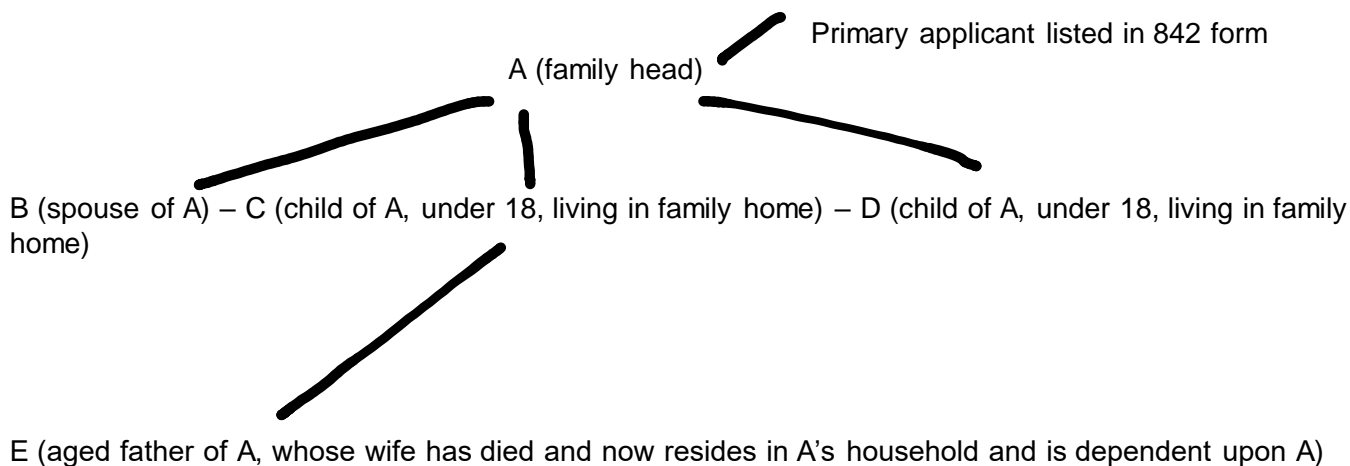 Primary applicant listed in 842 form
A (family head)
B (spouse of A) – C (child of A, under 18, living in family home) – D (child of A, under 18, living in family
home)
E (aged father of A, whose wife has died and now resides in A's household and is dependent upon A)